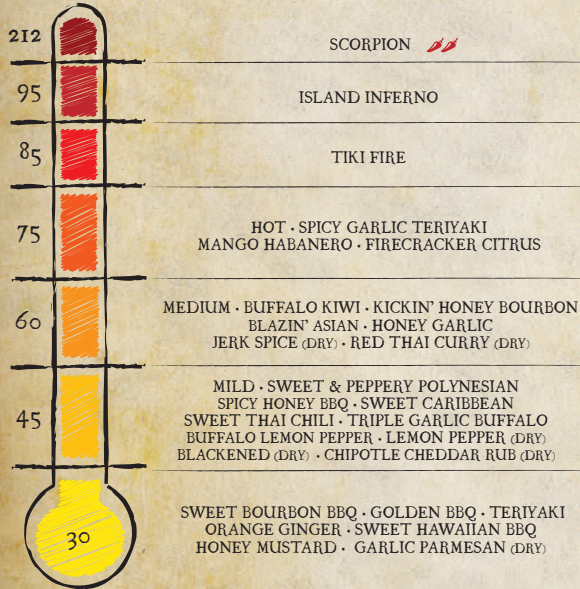 212
SCORPION
95
ISLAND INFERNO
85
TIKI FIRE
75
HOT · SPICY GARLIC TERIYAKI
MANGO HABANERO · FIRECRACKER CITRUS
60
MEDIUM · BUFFALO KIWI · KICKIN' HONEY BOURBON
BLAZIN' ASIAN · HONEY GARLIC
JERK SPICE (DRY) · RED THAI CURRY (DRY)
45
MILD · SWEET & PEPPERY POLYNESIAN
SPICY HONEY BBQ · SWEET CARIBBEAN
SWEET THAI CHILI · TRIPLE GARLIC BUFFALO
BUFFALO LEMON PEPPER · LEMON PEPPER (DRY)
BLACKENED (DRY) · CHIPOTLE CHEDDAR RUB (DRY)
30
SWEET BOURBON BBQ · GOLDEN BBQ · TERIYAKI
ORANGE GINGER · SWEET HAWAIIAN BBQ
HONEY MUSTARD · GARLIC PARMESAN (DRY)